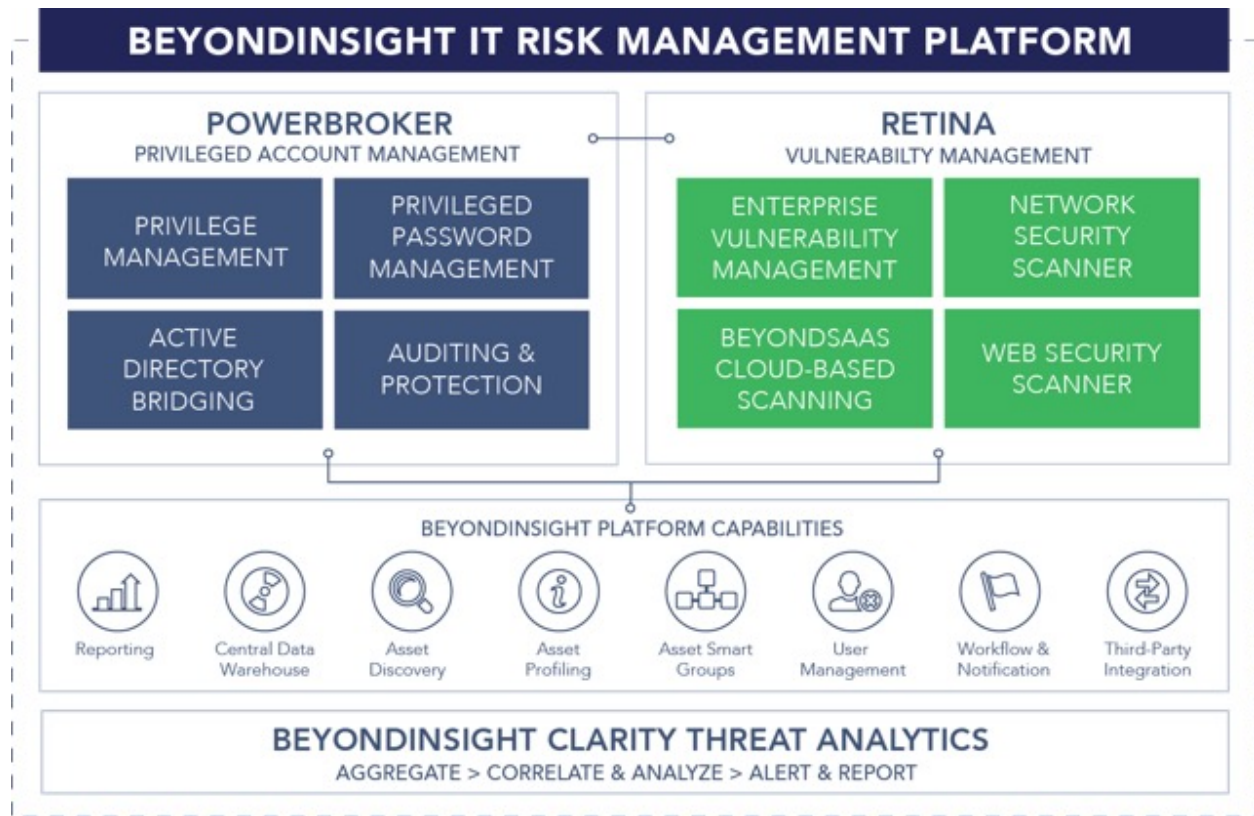 BEYONDINSIGHT IT RISK MANAGEMENT PLATFORM
POWERBROKER
PRIVILEGED ACCOUNT MANAGEMENT
PRIVILEGE
MANAGEMENT
PRIVILEGED
PASSWORD
MANAGEMENT
ACTIVE
DIRECTORY
BRIDGING
AUDITING &
PROTECTION
RETINA
VULNERABILTY MANAGEMENT
ENTERPRISE
VULNERABILITY
MANAGEMENT
NETWORK
SECURITY
SCANNER
BEYONDSAAS
CLOUD-BASED
SCANNING
WEB SECURITY
SCANNER
BEYONDINSIGHT PLATFORM CAPABILITIES
Reporting
Central Data
Warehouse
Asset
Discovery
Asset
Profiling
Asset Smart
Groups
User
Management
Workflow &
Notification
Third-Party
Integration
BEYONDINSIGHT CLARITY THREAT ANALYTICS
AGGREGATE > CORRELATE & ANALYZE > ALERT & REPORT